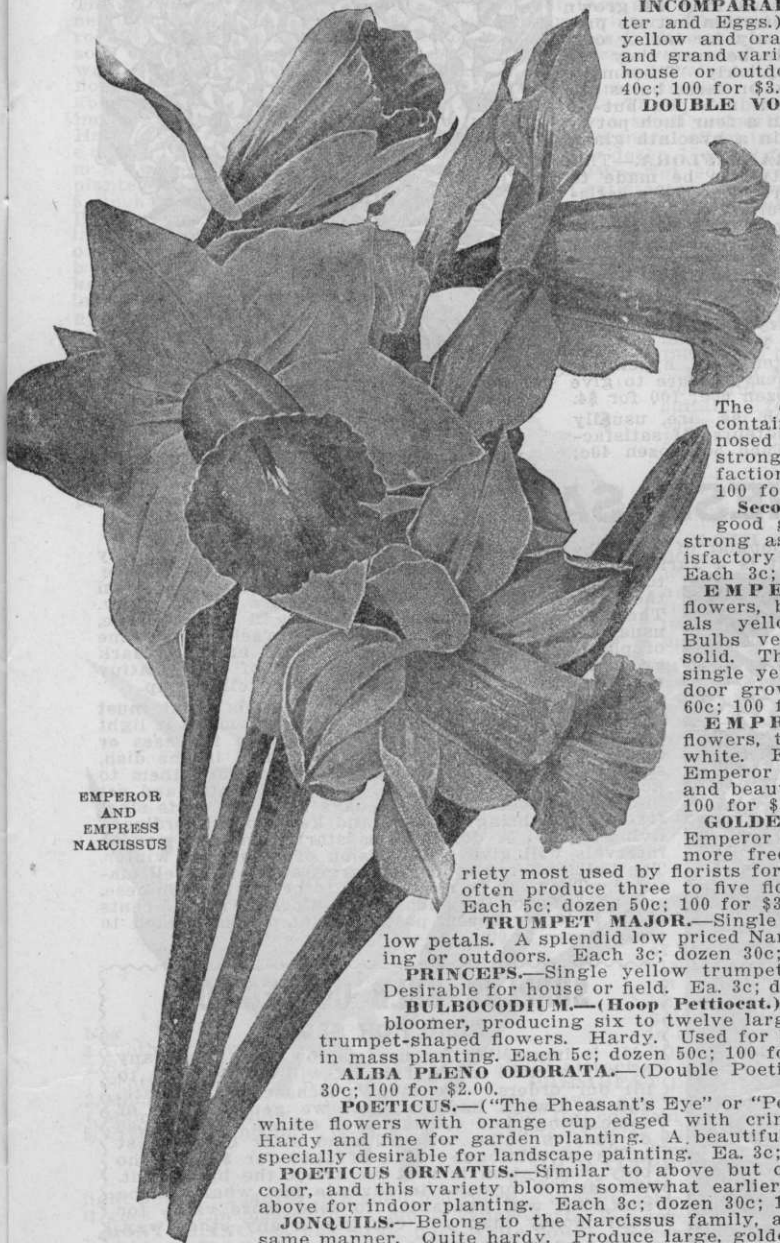 INCOMPARA
ter and Eggs.)
yellow and ora
and grand vari
house or outdo
40c; 100 for $3.
DOUBLE VO
The
contai
nosed
strong
faction
100 fo
Seco
good g
strong as
isfactory
Each 3c;
EMPE
flowers, b
als yello
Bulbs ve
solid. Th
single ye
door grov
60c; 100 f
EMPR
flowers, t
white. E
Emperor
and beau
100 for $
GOLDE
Emperor
more free
riety most used by florists for
often produce three to five flo
Each 5c; dozen 50c; 100 for $3
TRUMPET MAJOR.—Single
low petals. A splendid low priced Nar
ing or outdoors. Each 3c; dozen 30c;
PRINCEPS.—Single yellow trumpet
Desirable for house or field. Ea. 3c; d
BULBOCODIUM.—(Hoop Pettiocat.)
bloomer, producing six to twelve larg
trumpet-shaped flowers. Hardy. Used for
in mass planting. Each 5c; dozen 50c; 100 fo
ALBA PLENO ODORATA.—(Double Poeti
30c; 100 for $2.00.
POETICUS.—("The Pheasant's Eye" or "Po
white flowers with orange cup edged with crin
Hardy and fine for garden planting. A beautifu
specially desirable for landscape painting. Ea. 3c;
POETICUS ORNATUS.—Similar to above but c
color, and this variety blooms somewhat earlier
above for indoor planting. Each 3c; dozen 30c; 1
JONQUILS.—Belong to the Narcissus family, a
same manner. Quite hardy. Produce large, gold
EMPEROR
AND
EMPRESS
NARCISSUS